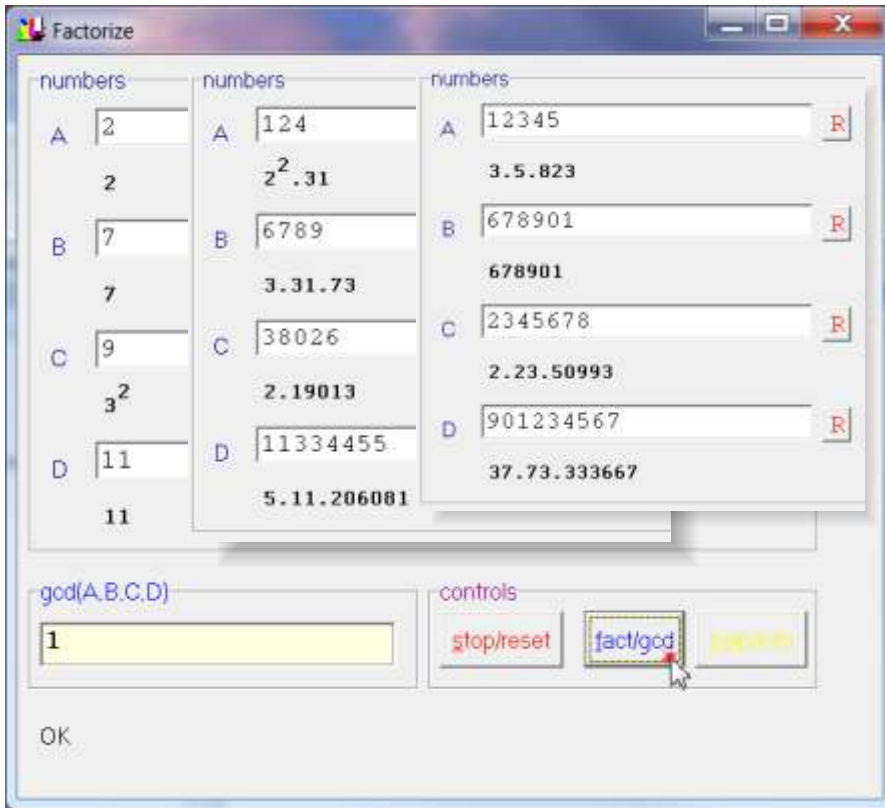 Factorize
numbers
A 2
2
B 7
7
C 9
3²
D 11
11
numbers
A 124
2².31
B 6789
3.31.73
C 38026
2.19013
D 11334455
5.11.206081
numbers
A 12345 R
3.5.823
B 678901 R
678901
C 2345678 R
2.23.50993
D 901234567 R
37.73.333667
gcd(A,B,C,D)
1
controls
stop/reset fact/gcd
OK